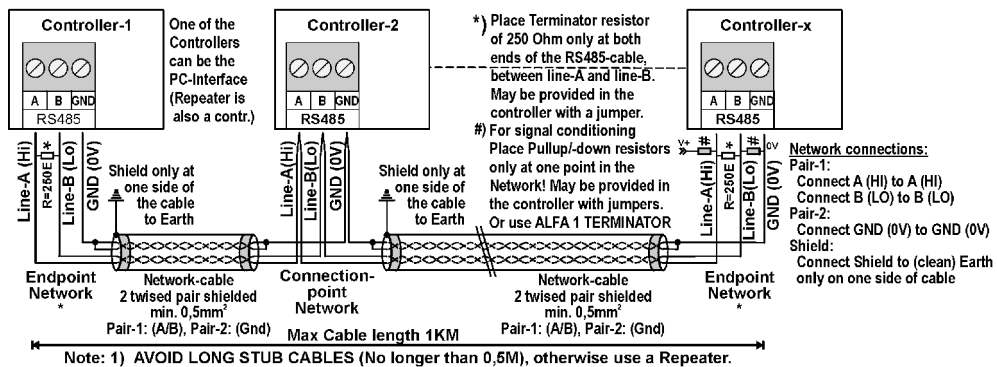 Controller-1
A B GND
RS485
One of the
Controllers
can be the
PC-Interface
(Repeater is
also a contr.)
Controller-2
A B GND
RS485
*) Place Terminator resistor
of 250 Ohm only at both
ends of the RS485-cable,
between line-A and line-B.
May be provided in the
controller with a jumper.
#) For signal conditioning
Place Pullup/-down resistors
only at one point in the
Network! May be provided in
the controller with jumpers.
Or use ALFA 1 TERMINATOR
Controller-x
A B GND
RS485
Line-A (Hi)
R=250E *
Line-B (Lo)
GND (0V)
Shield only at
one side of
the cable
to Earth
Line-A(Hi)
Line-B(Lo)
GND (0V)
Shield only at
one side of
the cable
to Earth
V+ # * # 0V
Line-A(Hi)
R=250E
Line-B(Lo)
GND (0V)
Network connections:
Pair-1:
Connect A (HI) to A (HI)
Connect B (LO) to B (LO)
Pair-2:
Connect GND (0V) to GND (0V)
Shield:
Connect Shield to (clean) Earth
only on one side of cable
Endpoint
Network
*
Network-cable
2 twised pair shielded
min. 0,5mm²
Pair-1: (A/B), Pair-2: (Gnd)
Connection-
point
Network
Network-cable
2 twised pair shielded
min. 0,5mm²
Pair-1: (A/B), Pair-2: (Gnd)
Endpoint
Network
*
Max Cable length 1KM
Note: 1) AVOID LONG STUB CABLES (No longer than 0,5M), otherwise use a Repeater.